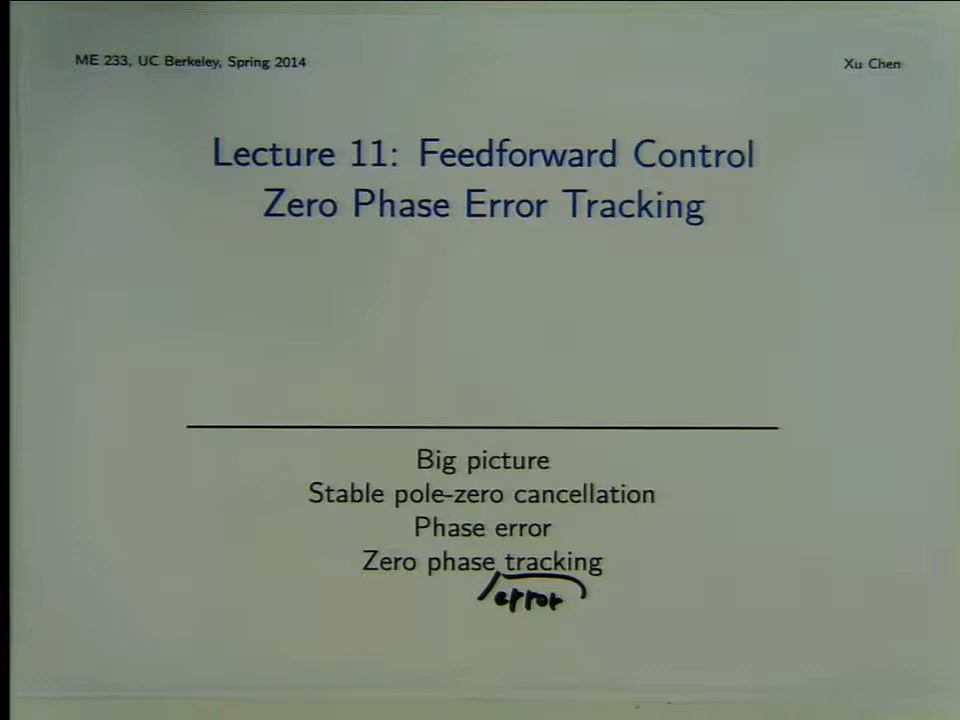 ME 233, UC Berkeley, Spring 2014
Xu Chen
Lecture 11: Feedforward Control
Zero Phase Error Tracking
Big picture
Stable pole-zero cancellation
Phase error
Zero phase tracking
error